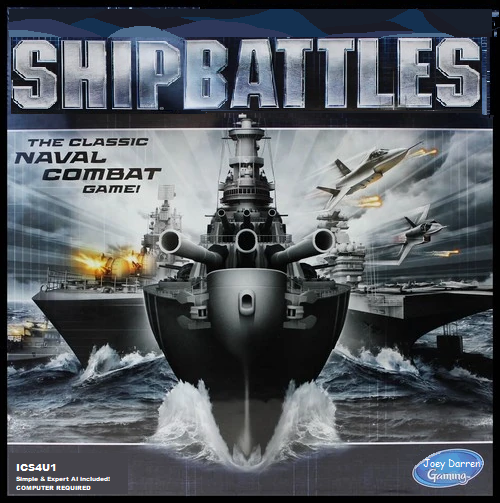 SHIPBATTLES
THE CLASSIC
NAVAL
COMBAT
GAME!
ICS4U1
Simple & Expert AI Included!
COMPUTER REQUIRED
Joey Darren
Gaming